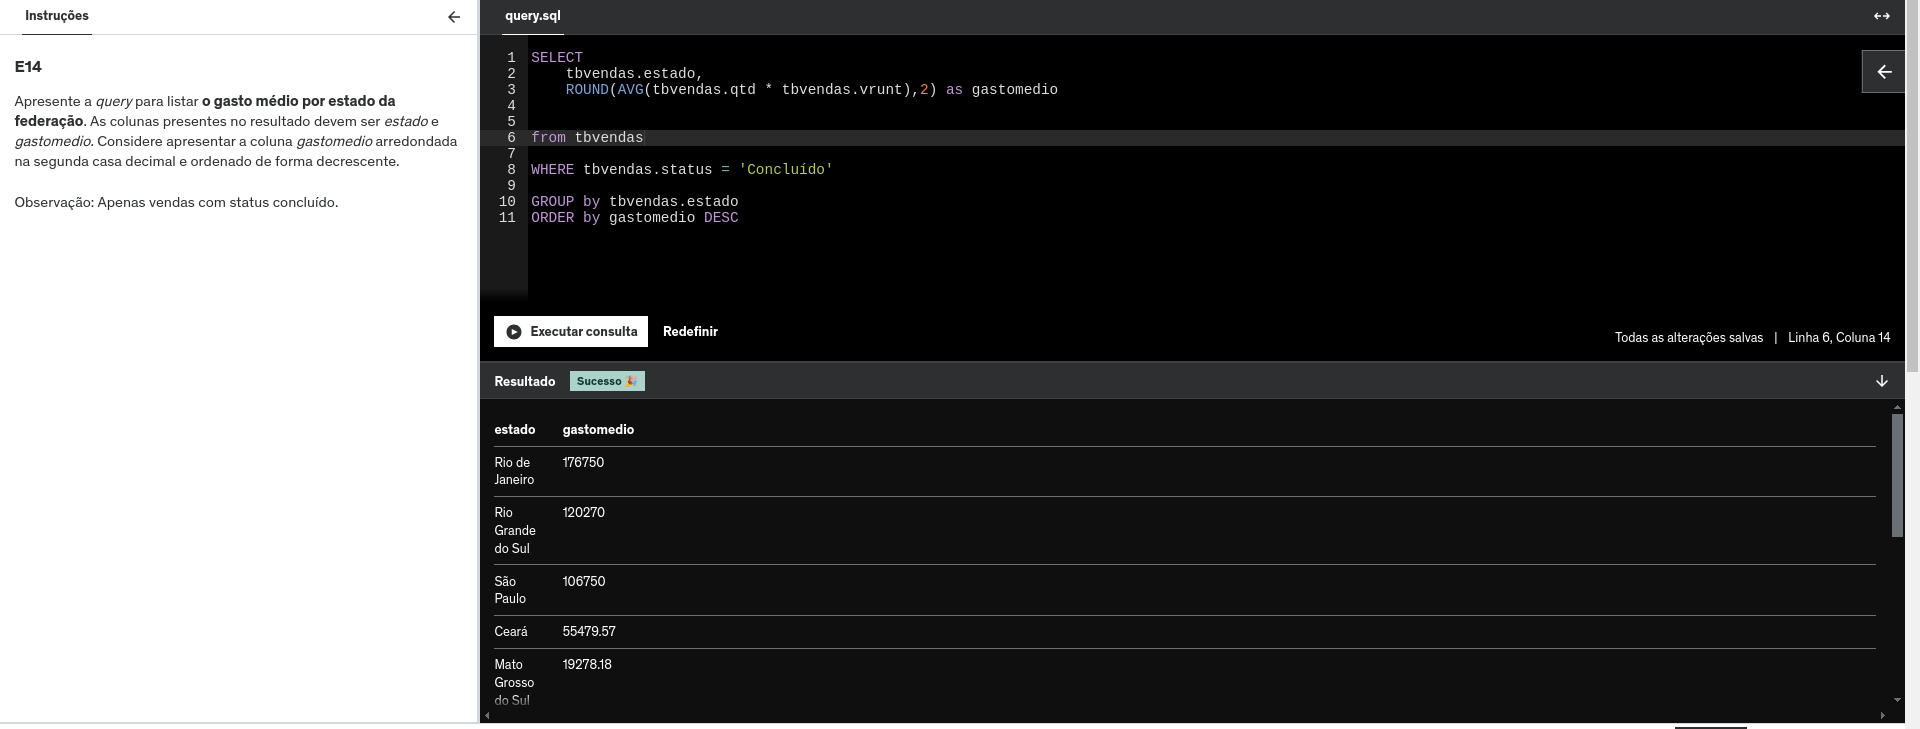 Instruções
E14
Apresente a query para listar o gasto médio por estado da
federação. As colunas presentes no resultado devem ser estado e
gastomedio. Considere apresentar a coluna gastomedio arredondada
na segunda casa decimal e ordenado de forma decrescente.
Observação: Apenas vendas com status concluído.
query.sql
1 SELECT
2     tbvendas.estado,
3     ROUND(AVG(tbvendas.qtd * tbvendas.vrunt),2) as gastomedio
4
5
6 from tbvendas
7
8 WHERE tbvendas.status = 'Concluído'
9
10 GROUP by tbvendas.estado
11 ORDER by gastomedio DESC
Executar consulta Redefinir
Todas as alterações salvas | Linha 6, Coluna 14
Resultado Sucesso 🎉
estado gastomedio
Rio de 176750
Janeiro
Rio 120270
Grande
do Sul
São 106750
Paulo
Ceará 55479.57
Mato 19278.18
Grosso
do Sul